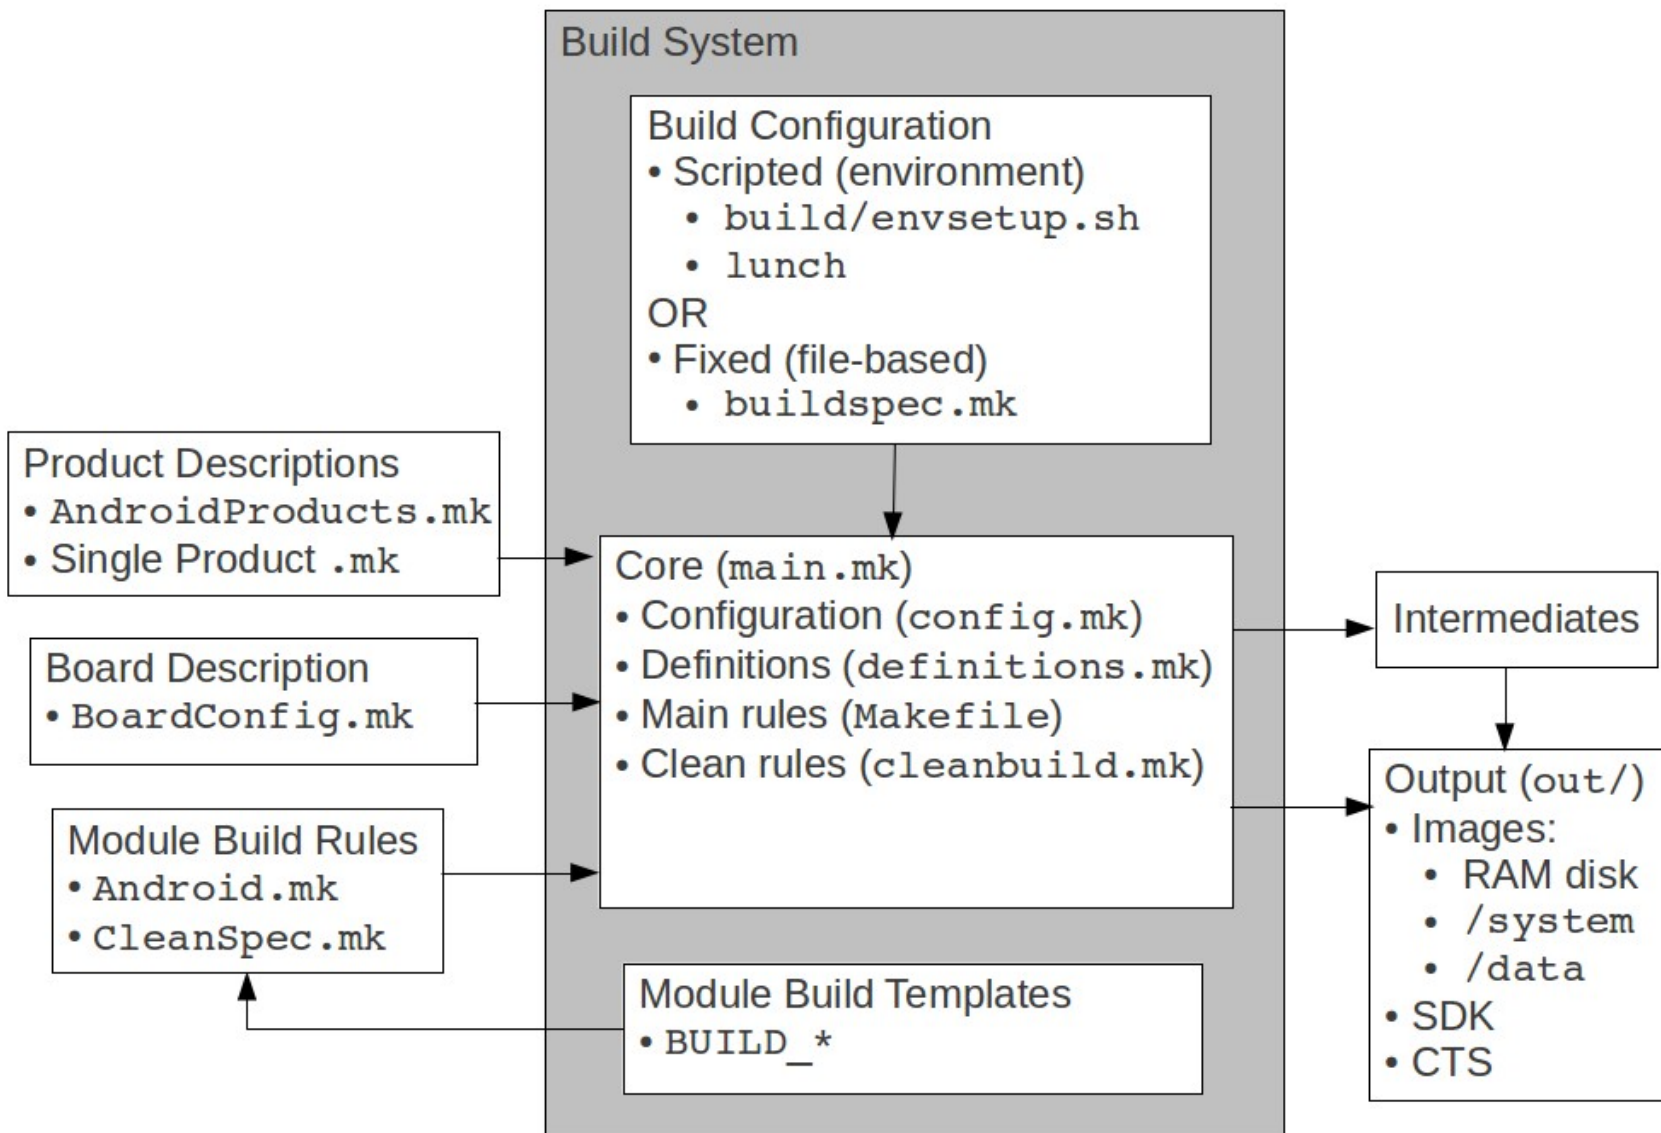 Build System
Build Configuration
• Scripted (environment)
• build/envsetup.sh
• lunch
OR
• Fixed (file-based)
• buildspec.mk
Product Descriptions
• AndroidProducts.mk
• Single Product .mk
Board Description
• BoardConfig.mk
Module Build Rules
• Android.mk
• CleanSpec.mk
Core (main.mk)
• Configuration (config.mk)
• Definitions (definitions.mk)
• Main rules (Makefile)
• Clean rules (cleanbuild.mk)
Module Build Templates
• BUILD_*
Intermediates
Output (out/)
• Images:
• RAM disk
• /system
• /data
• SDK
• CTS